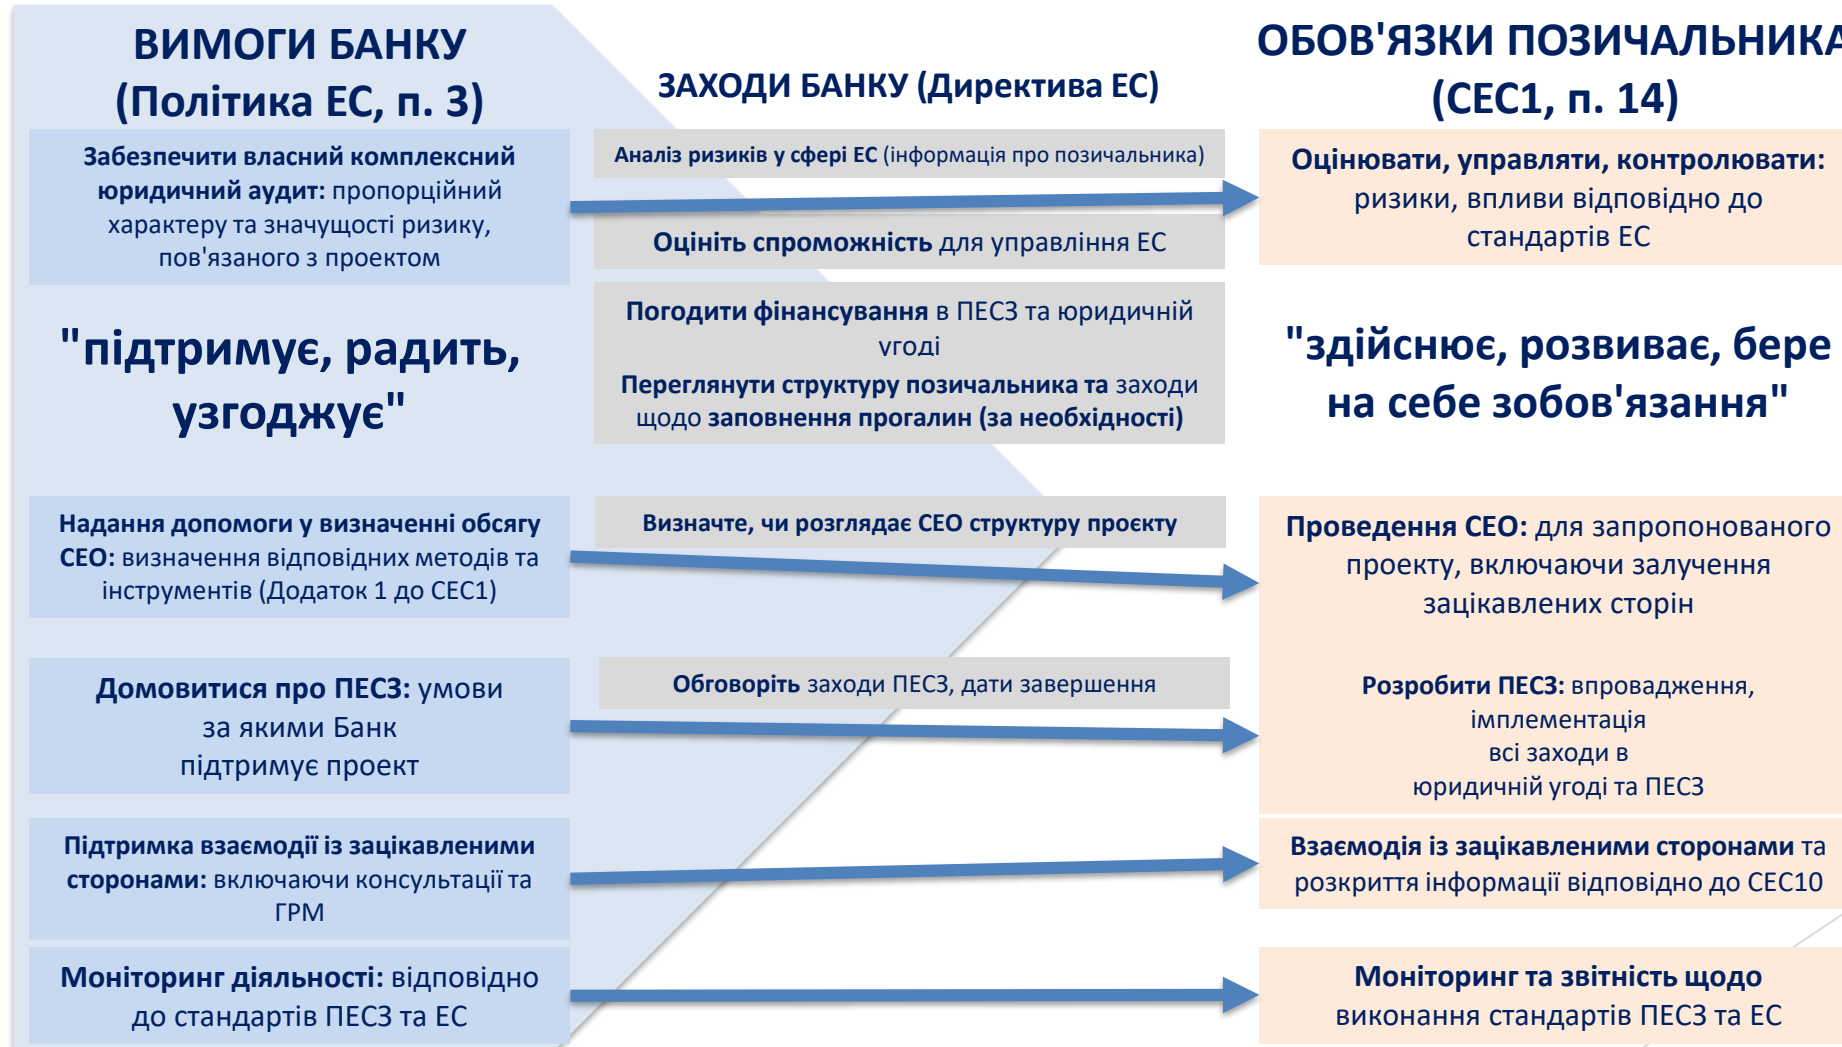 ВИМОГИ БАНКУ
(Політика ЕС, п. 3)
Забезпечити власний комплексний
юридичний аудит: пропорційний
характеру та значущості ризику,
пов'язаного з проектом
"підтримує, радить,
узгоджує"
Надання допомоги у визначенні обсягу
СЕО: визначення відповідних методів та
інструментів (Додаток 1 до СЕС1)
Домовитися про ПЕСЗ: умови
за якими Банк
підтримує проект
Підтримка взаємодії із зацікавленими
сторонами: включаючи консультації та
ГРМ
Моніторинг діяльності: відповідно
до стандартів ПЕСЗ та ЕС
ЗАХОДИ БАНКУ (Директива ЕС)
Аналіз ризиків у сфері ЕС (інформація про позичальника)
Оцініть спроможність для управління ЕС
Погодити фінансування в ПЕСЗ та юридичній
угоді
Переглянути структуру позичальника та заходи
щодо заповнення прогалин (за необхідності)
Визначте, чи розглядає СЕО структуру проєкту
Обговоріть заходи ПЕСЗ, дати завершення
ОБОВ'ЯЗКИ ПОЗИЧАЛЬНИКА
(СЕС1, п. 14)
Оцінювати, управляти, контролювати:
ризики, впливи відповідно до
стандартів ЕС
"здійснює, розвиває, бере
на себе зобов'язання"
Проведення СЕО: для запропонованого
проекту, включаючи залучення
зацікавлених сторін
Розробити ПЕСЗ: впровадження,
імплементація
всі заходи в
юридичній угоді та ПЕСЗ
Взаємодія із зацікавленими сторонами та
розкриття інформації відповідно до СЕС10
Моніторинг та звітність щодо
виконання стандартів ПЕСЗ та ЕС